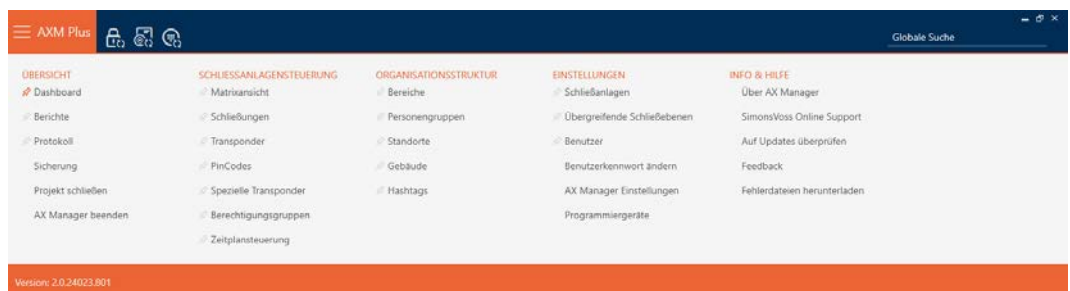 AXM Plus
Globale Suche
ÜBERSICHT
Dashboard
Berichte
Protokoll
Sicherung
Projekt schließen
AX Manager beenden
SCHLIESSANLAGENSTEUERUNG
Matrixansicht
Schließungen
Transponder
PinCodes
Spezielle Transponder
Berechtigungsgruppen
Zeitplansteuerung
ORGANISATIONSSTRUKTUR
Bereiche
Personengruppen
Standorte
Gebäude
Hashtags
EINSTELLUNGEN
Schließanlagen
Übergreifende Schließebenen
Benutzer
Benutzerkennwort ändern
AX Manager Einstellungen
Programmiergeräte
INFO & HILFE
Über AX Manager
SimonsVoss Online Support
Auf Updates überprüfen
Feedback
Fehlerdateien herunterladen
Version: 2.0.24023.801